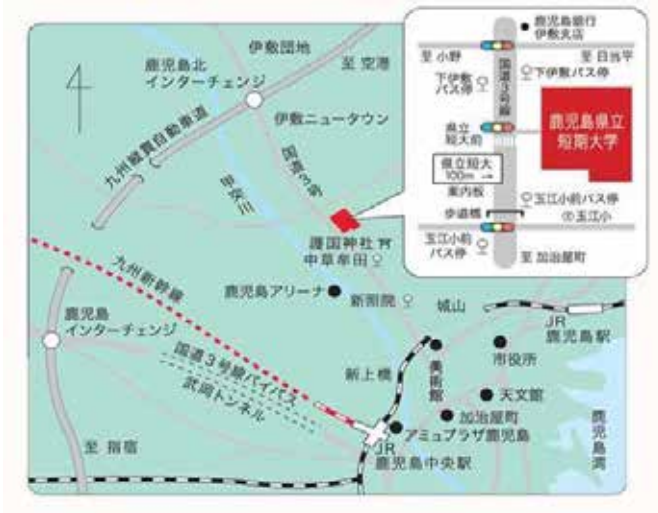 伊敷団地
鹿児島北
インターチェンジ
至 空港
伊敷ニュータウン
九州縦貫自動車道
国道3号
甲突川
護国神社
中草牟田
九州新幹線
鹿児島アリーナ
新照院
城山
鹿児島
インターチェンジ
JR
鹿児島駅
国道3号線バイパス
武岡トンネル
新上橋
美術館
市役所
天文館
加治屋町
アミュプラザ鹿児島
JR
鹿児島中央駅
至 指宿
鹿児島湾
鹿児島銀行
伊敷支店
至 小野
至 日当平
国道3号線
下伊敷
バス停
下伊敷バス停
県立
短大前
鹿児島県立
短期大学
県立短大
100m →
案内板
玉江小前バス停
歩道橋
玉江小
玉江小前
バス停
至 加治屋町